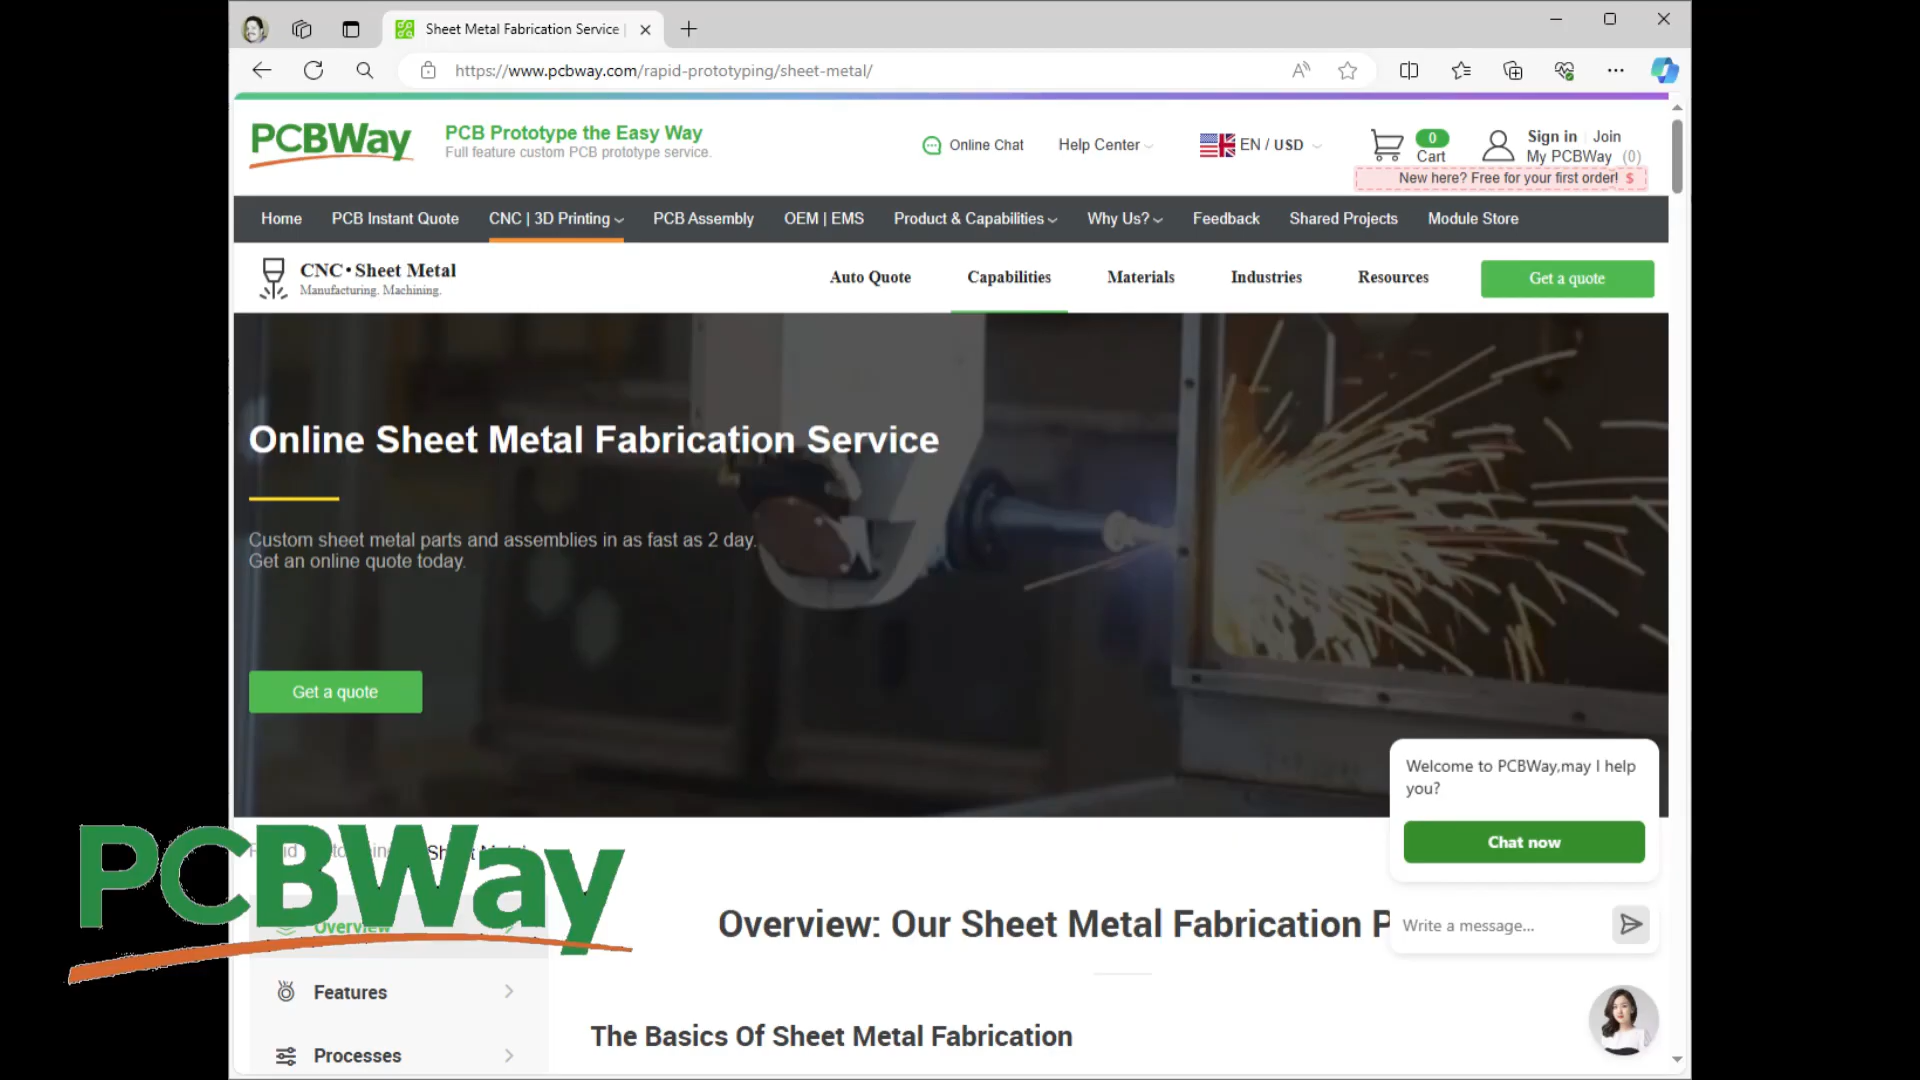 Sheet Metal Fabrication Service |
https://www.pcbway.com/rapid-prototyping/sheet-metal/
PCBWay
PCB Prototype the Easy Way
Full feature custom PCB prototype service.
Online Chat
Help Center
EN / USD
0
Cart
Sign in
Join
My PCBWay (0)
New here? Free for your first order! $
Home
PCB Instant Quote
CNC | 3D Printing
PCB Assembly
OEM | EMS
Product & Capabilities
Why Us?
Feedback
Shared Projects
Module Store
CNC•Sheet Metal
Manufacturing. Machining.
Auto Quote
Capabilities
Materials
Industries
Resources
Get a quote
Online Sheet Metal Fabrication Service
Custom sheet metal parts and assemblies in as fast as 2 day.
Get an online quote today.
Get a quote
Welcome to PCBWay,may I help
you?
Chat now
Write a message...
PCBWay
Overview
Features
Processes
Overview: Our Sheet Metal Fabrication P
The Basics Of Sheet Metal Fabrication